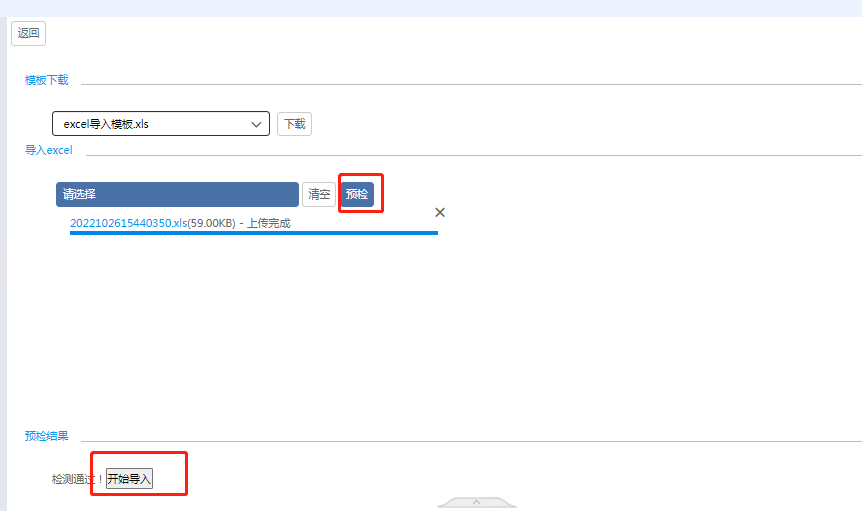 返回
模板下载
excel导入模板.xls 下载
导入excel
请选择 清空 预检
2022102615440350.xls(59.00KB) - 上传完成
预检结果
检测通过！开始导入